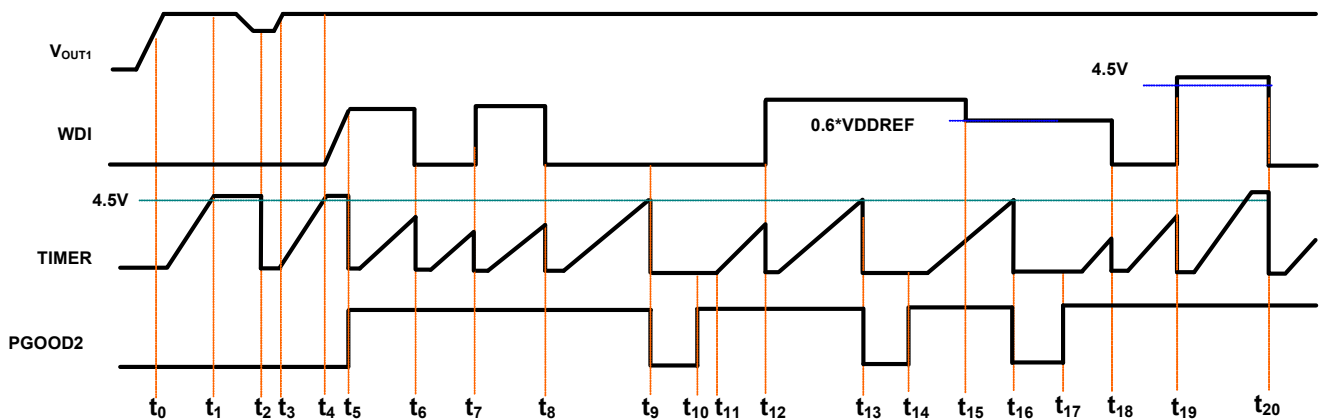 V_OUT1
4.5V
WDI
0.6*VDDREF
4.5V
TIMER
PGOOD2
t0 t1 t2 t3 t4 t5 t6 t7 t8 t9 t10 t11 t12 t13 t14 t15 t16 t17 t18 t19 t20